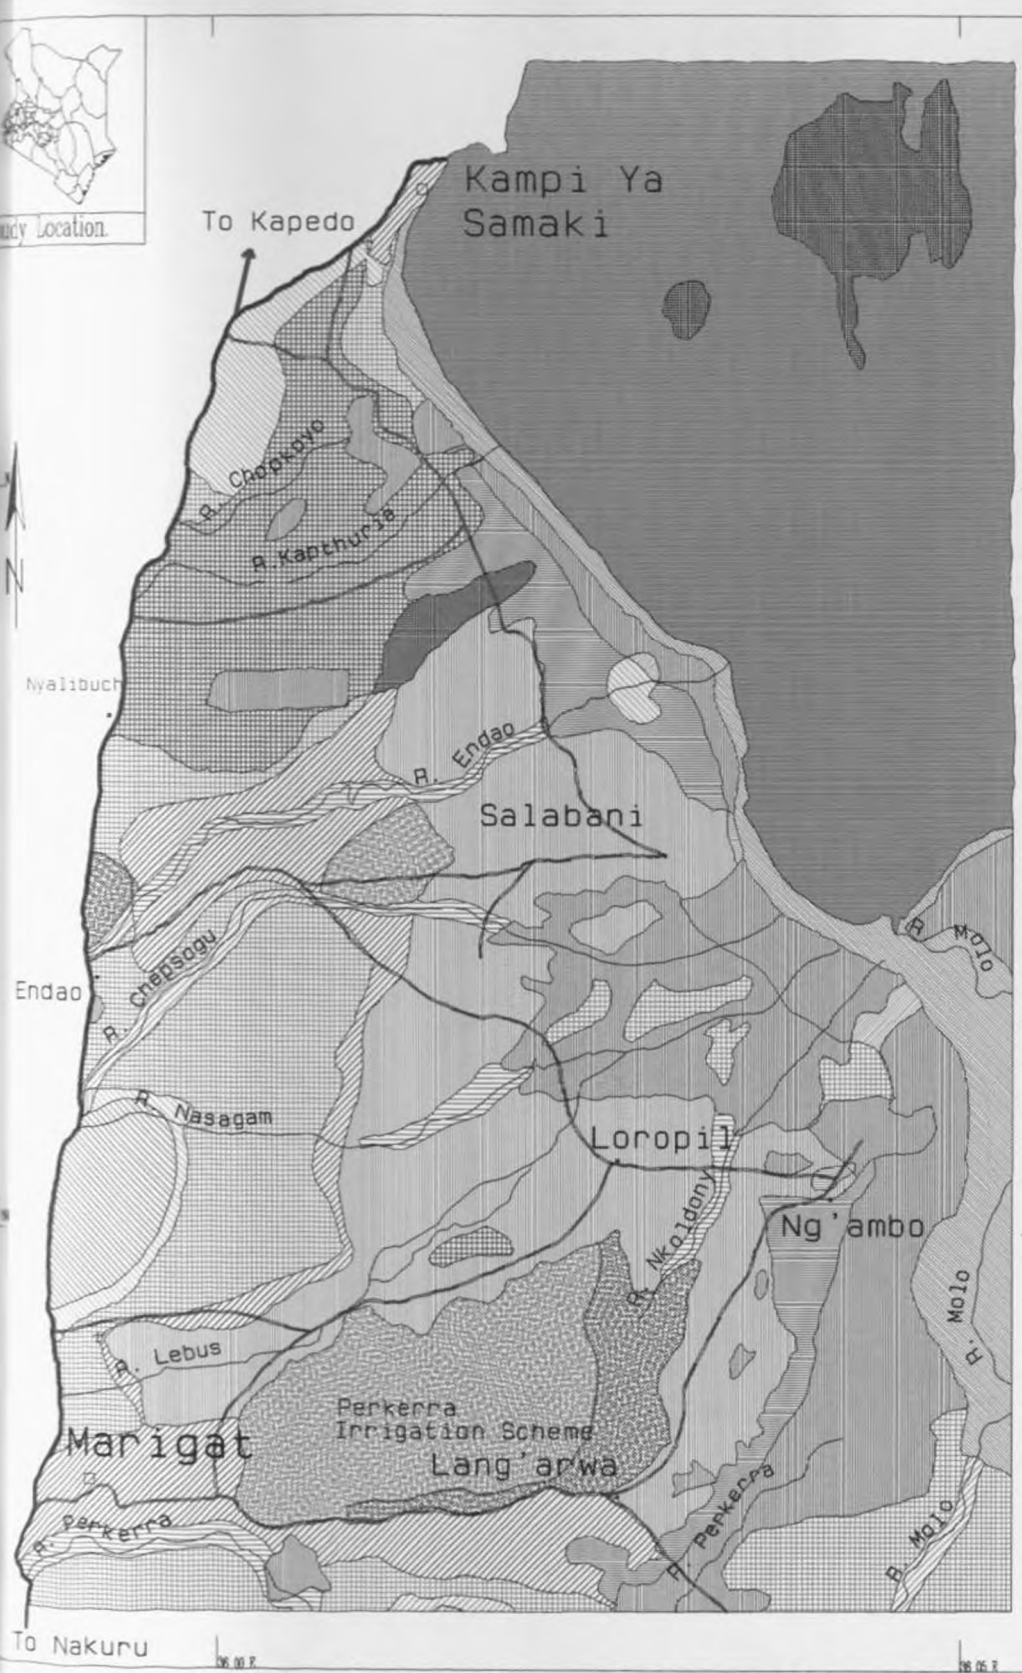 Location.
To Kapedo
Kampi Ya
Samaki
R. Chopkoyo
R.Kapthuria
N
Nyalibuch
R. Endao
Salabani
R Molo
R. Chepsogu
Endao
R. Nasagam
Loropil
R. Nkoldony
Ng'ambo
R. Molo
R. Lebus
Perkerra
Irrigation Scheme
Marigat
Lang'arwa
R. Perkerra
R. Perkerra
R. Molo
To Nakuru